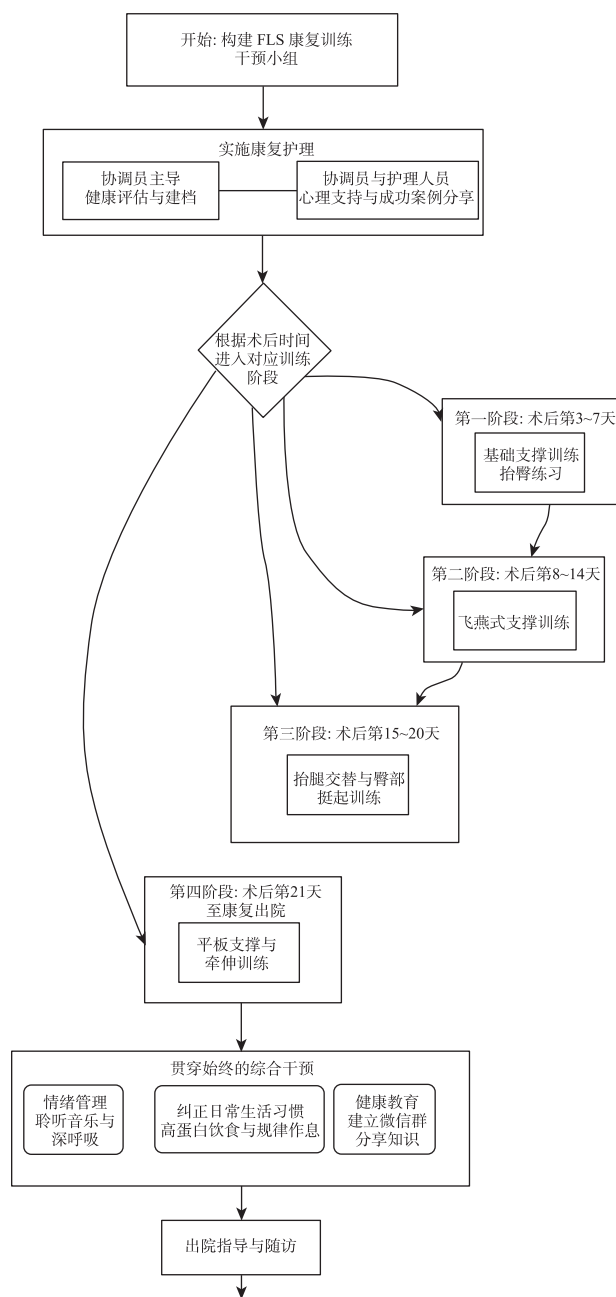 开始: 构建 FLS 康复训练
干预小组
实施康复护理
协调员主导
健康评估与建档
协调员与护理人员
心理支持与成功案例分享
根据术后时间
进入对应训练
阶段
第一阶段: 术后第3~7天
基础支撑训练
抬臀练习
第二阶段: 术后第8~14天
飞燕式支撑训练
第三阶段: 术后第15~20天
抬腿交替与臀部
挺起训练
第四阶段: 术后第21天
至康复出院
平板支撑与
牵伸训练
贯穿始终的综合干预
情绪管理
聆听音乐与
深呼吸
纠正日常生活习惯
高蛋白饮食与规律作息
健康教育
建立微信群
分享知识
出院指导与随访